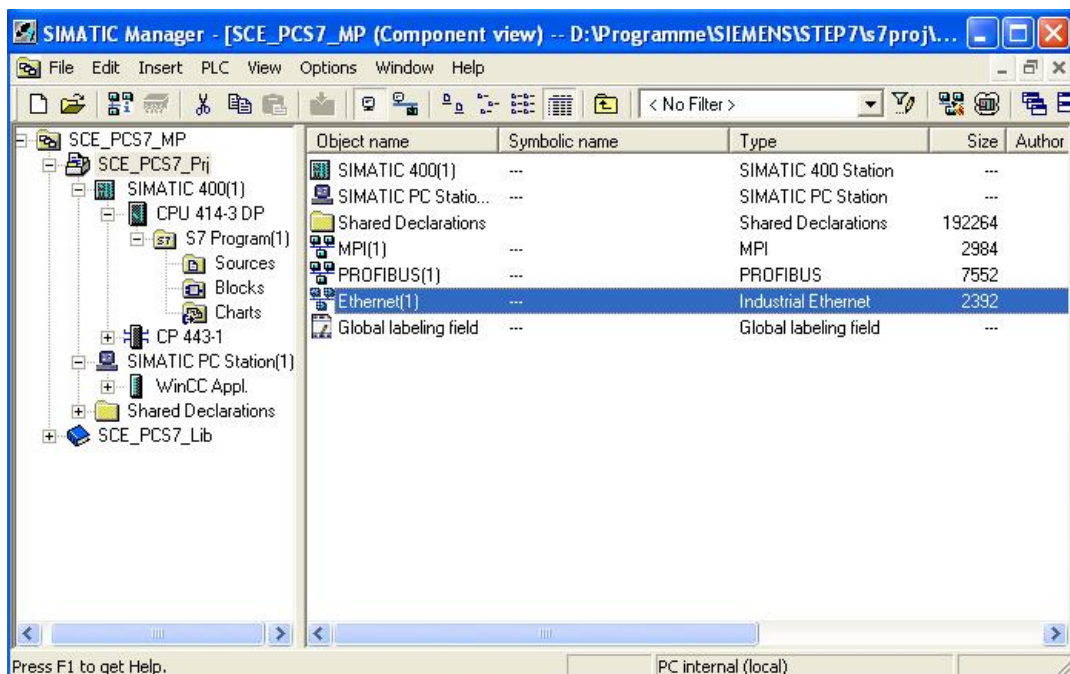 SIMATIC Manager - [SCE_PCS7_MP (Component view) -- D:\Programme\SIEMENS\STEP7\s7proj\...
File Edit Insert PLC View Options Window Help
< No Filter >
SCE_PCS7_MP
SCE_PCS7_Prj
SIMATIC 400(1)
CPU 414-3 DP
S7 Program(1)
Sources
Blocks
Charts
CP 443-1
SIMATIC PC Station(1)
WinCC Appl.
Shared Declarations
SCE_PCS7_Lib
Object name Symbolic name Type Size Author
SIMATIC 400(1) --- SIMATIC 400 Station ---
SIMATIC PC Statio... --- SIMATIC PC Station ---
Shared Declarations Shared Declarations 192264
MPI(1) --- MPI 2984
PROFIBUS(1) --- PROFIBUS 7552
Ethernet(1) --- Industrial Ethernet 2392
Global labeling field --- Global labeling field ---
Press F1 to get Help. PC internal (local)